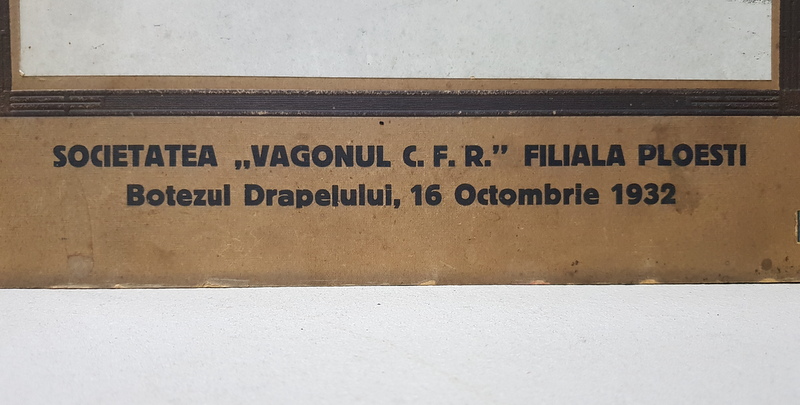 SOCIETATEA „VAGONUL C. F. R.” FILIALA PLOESTI
Botezul Drapelului, 16 Octombrie 1932